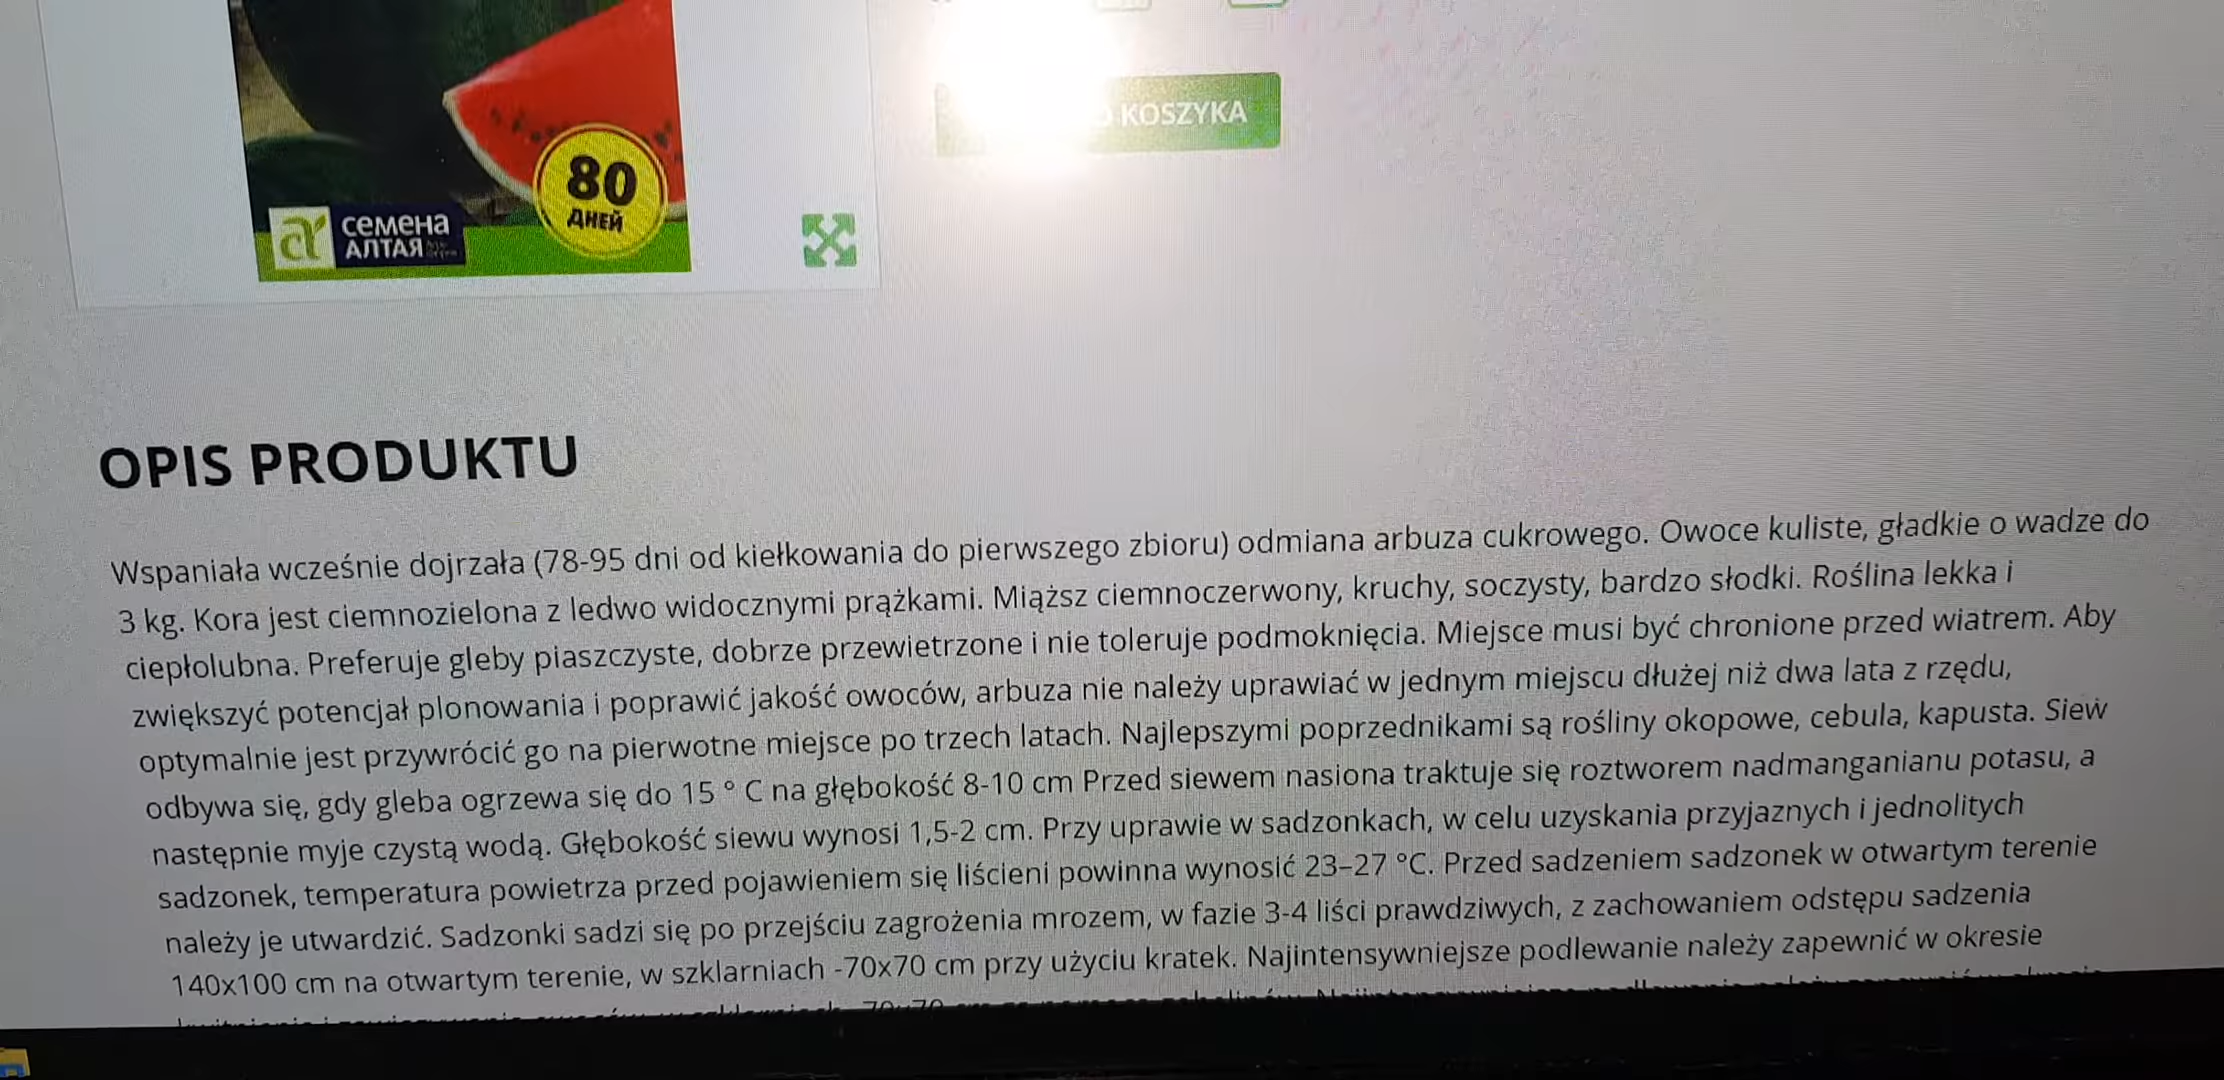 KOSZYKA
80
ДНЕЙ
семена
АЛТАЯ
OPIS PRODUKTU
Wspaniała wcześnie dojrzała (78-95 dni od kiełkowania do pierwszego zbioru) odmiana arbuza cukrowego. Owoce kuliste, gładkie o wadze do
3 kg. Kora jest ciemnozielona z ledwo widocznymi prążkami. Miąższ ciemnoczerwony, kruchy, soczysty, bardzo słodki. Roślina lekka i
ciepłolubna. Preferuje gleby piaszczyste, dobrze przewietrzone i nie toleruje podmoknięcia. Miejsce musi być chronione przed wiatrem. Aby
zwiększyć potencjał plonowania i poprawić jakość owoców, arbuza nie należy uprawiać w jednym miejscu dłużej niż dwa lata z rzędu,
optymalnie jest przywrócić go na pierwotne miejsce po trzech latach. Najlepszymi poprzednikami są rośliny okopowe, cebula, kapusta. Siew
odbywa się, gdy gleba ogrzewa się do 15 ° C na głębokość 8-10 cm Przed siewem nasiona traktuje się roztworem nadmanganianu potasu, a
następnie myje czystą wodą. Głębokość siewu wynosi 1,5-2 cm. Przy uprawie w sadzonkach, w celu uzyskania przyjaznych i jednolitych
sadzonek, temperatura powietrza przed pojawieniem się liścieni powinna wynosić 23–27 °C. Przed sadzeniem sadzonek w otwartym terenie
należy je utwardzić. Sadzonki sadzi się po przejściu zagrożenia mrozem, w fazie 3-4 liści prawdziwych, z zachowaniem odstępu sadzenia
140x100 cm na otwartym terenie, w szklarniach -70x70 cm przy użyciu kratek. Najintensywniejsze podlewanie należy zapewnić w okresie